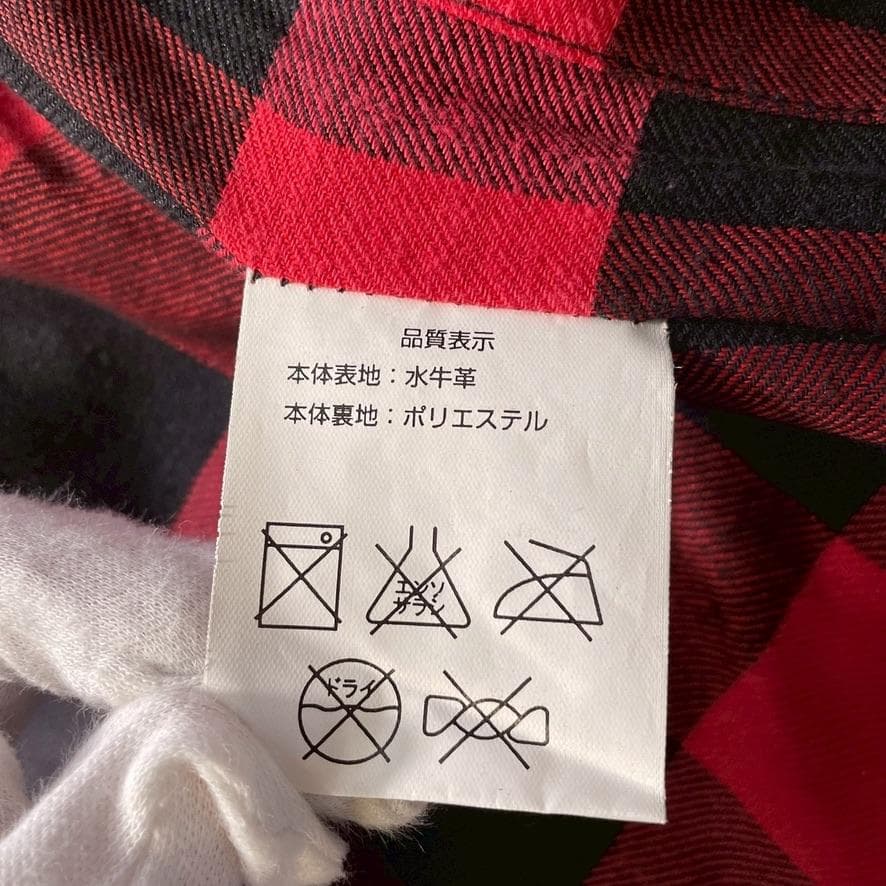 品質表示
本体表地：水牛革
本体裏地：ポリエステル
エンソ
サラシ
ドライ